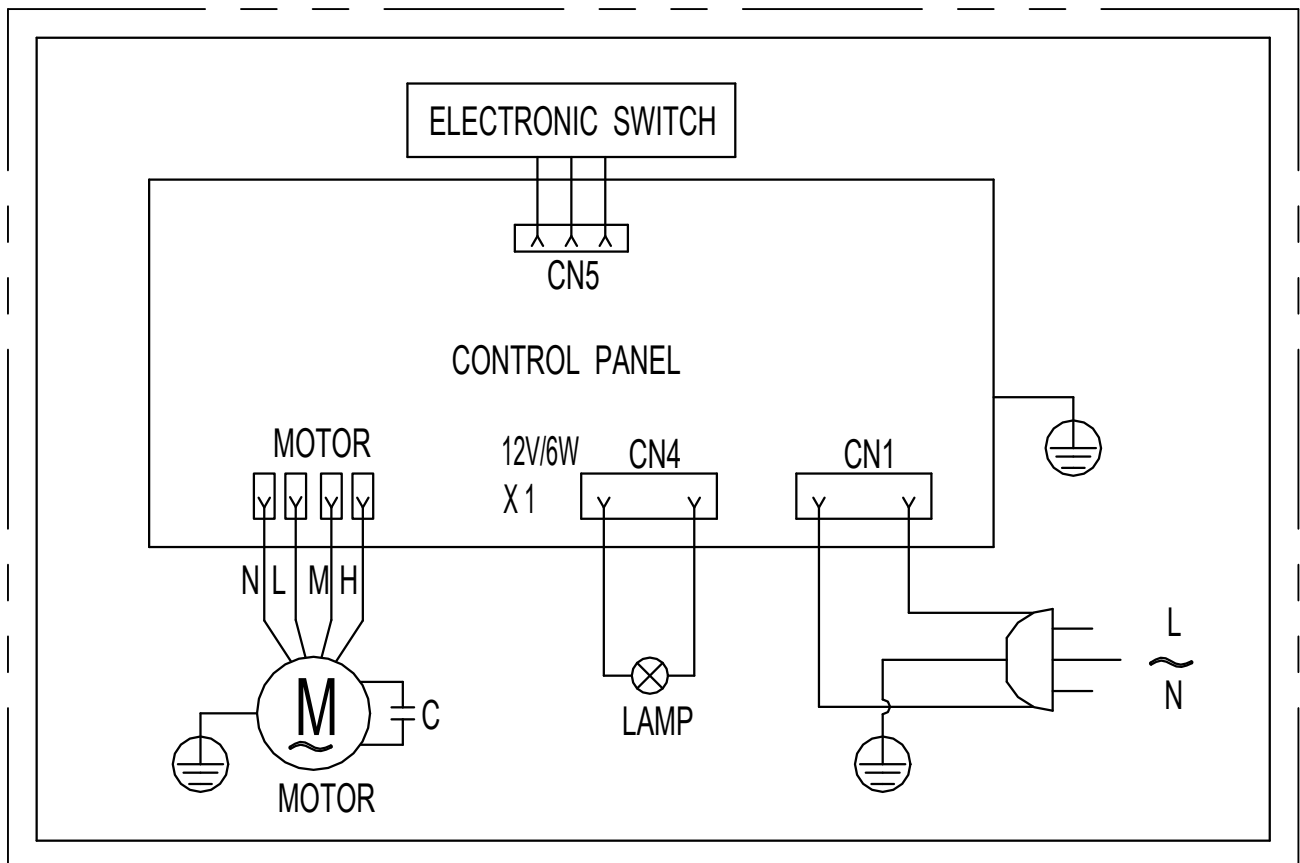 ELECTRONIC SWITCH
CN5
CONTROL PANEL
MOTOR
12V/6W
X 1
CN4
CN1
N L M H
L
N
M
C
LAMP
MOTOR